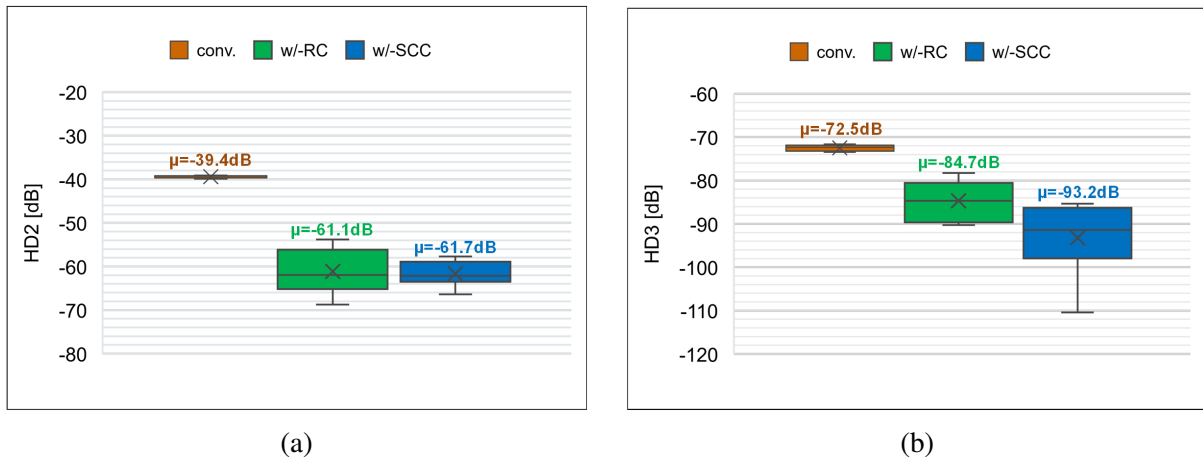 conv. w/-RC w/-SCC
-20
-30
-40
-50
-60
-70
-80
HD2 [dB]
μ=-39.4dB
μ=-61.1dB
μ=-61.7dB
(a)
conv. w/-RC w/-SCC
-60
-70
-80
-90
-100
-110
-120
HD3 [dB]
μ=-72.5dB
μ=-84.7dB
μ=-93.2dB
(b)